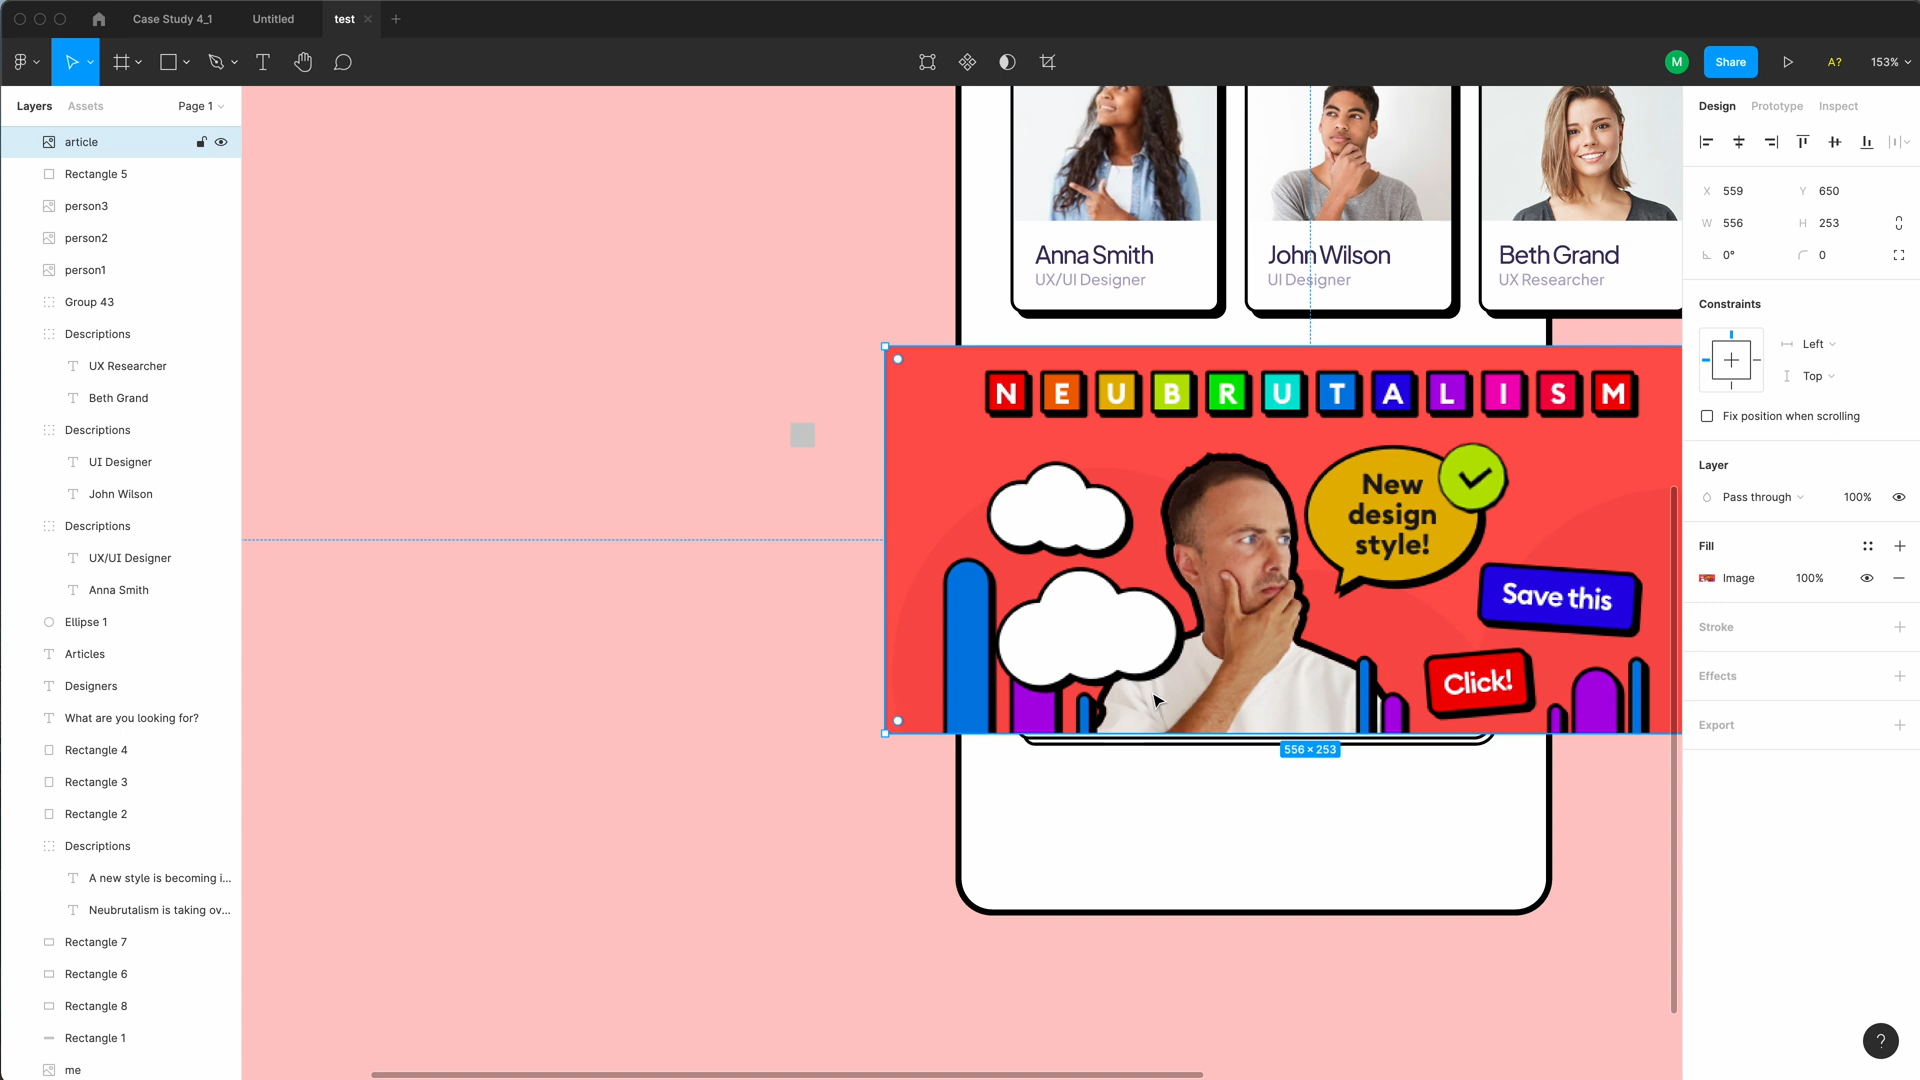 Case Study 4_1
Untitled
test
M
Share
A?
153%
Layers
Assets
Page 1
article
Rectangle 5
person3
person2
person1
Group 43
Descriptions
UX Researcher
Beth Grand
Descriptions
UI Designer
John Wilson
Descriptions
UX/UI Designer
Anna Smith
Ellipse 1
Articles
Designers
What are you looking for?
Rectangle 4
Rectangle 3
Rectangle 2
Descriptions
A new style is becoming i...
Neubrutalism is taking ov...
Rectangle 7
Rectangle 6
Rectangle 8
Rectangle 1
me
Anna Smith
UX/UI Designer
John Wilson
UI Designer
Beth Grand
UX Researcher
NEUBRUTALISM
New
design
style!
Save this
Click!
556 × 253
Design
Prototype
Inspect
X 559
Y 650
W 556
H 253
0°
0
Constraints
Left
Top
Fix position when scrolling
Layer
Pass through
100%
Fill
Image
100%
Stroke
Effects
Export
?